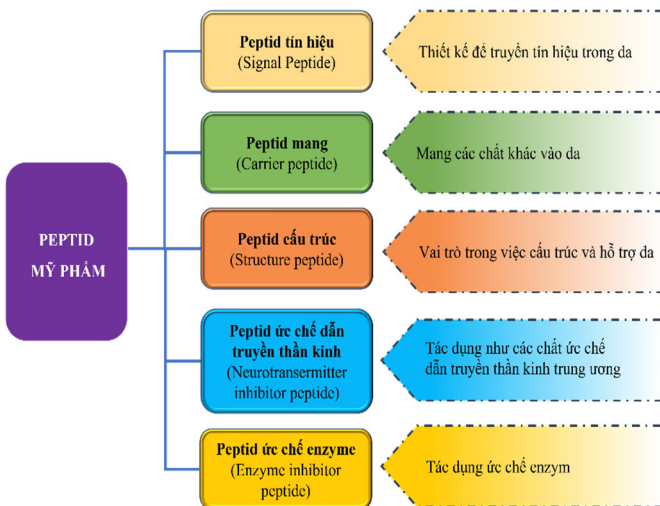 PEPTID
MỸ PHẨM
Peptid tín hiệu
(Signal Peptide)
Thiết kế để truyền tín hiệu trong da
Peptid mang
(Carrier peptide)
Mang các chất khác vào da
Peptid cấu trúc
(Structure peptide)
Vai trò trong việc cấu trúc và hỗ trợ da
Peptid ức chế dẫn
truyền thần kinh
(Neurotransermitter
inhibitor peptide)
Tác dụng như các chất ức chế
dẫn truyền thần kinh trung ương
Peptid ức chế enzyme
(Enzyme inhibitor
peptide)
Tác dụng ức chế enzym